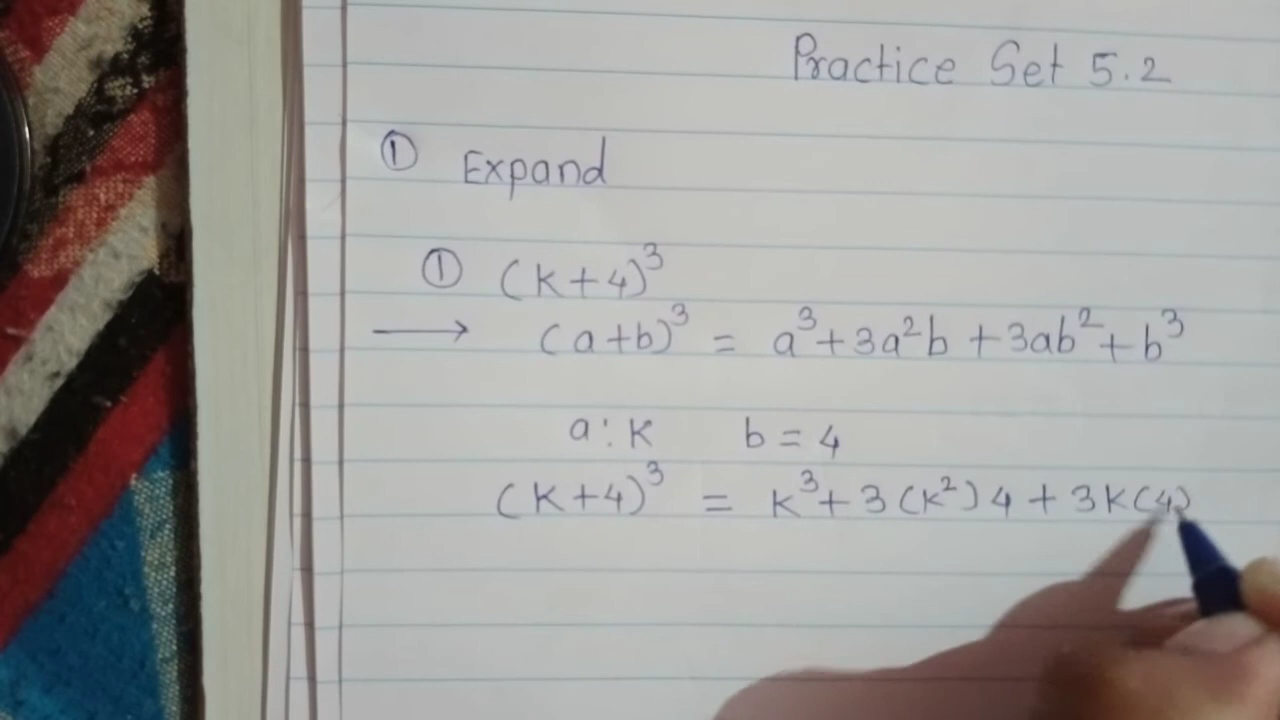 Practice Set 5.2
① Expand
① (k+4)³
→ (a+b)³ = a³+3a²b+3ab²+b³
a : k b = 4
(k+4)³ = k³+3(k²)4+3k(4)